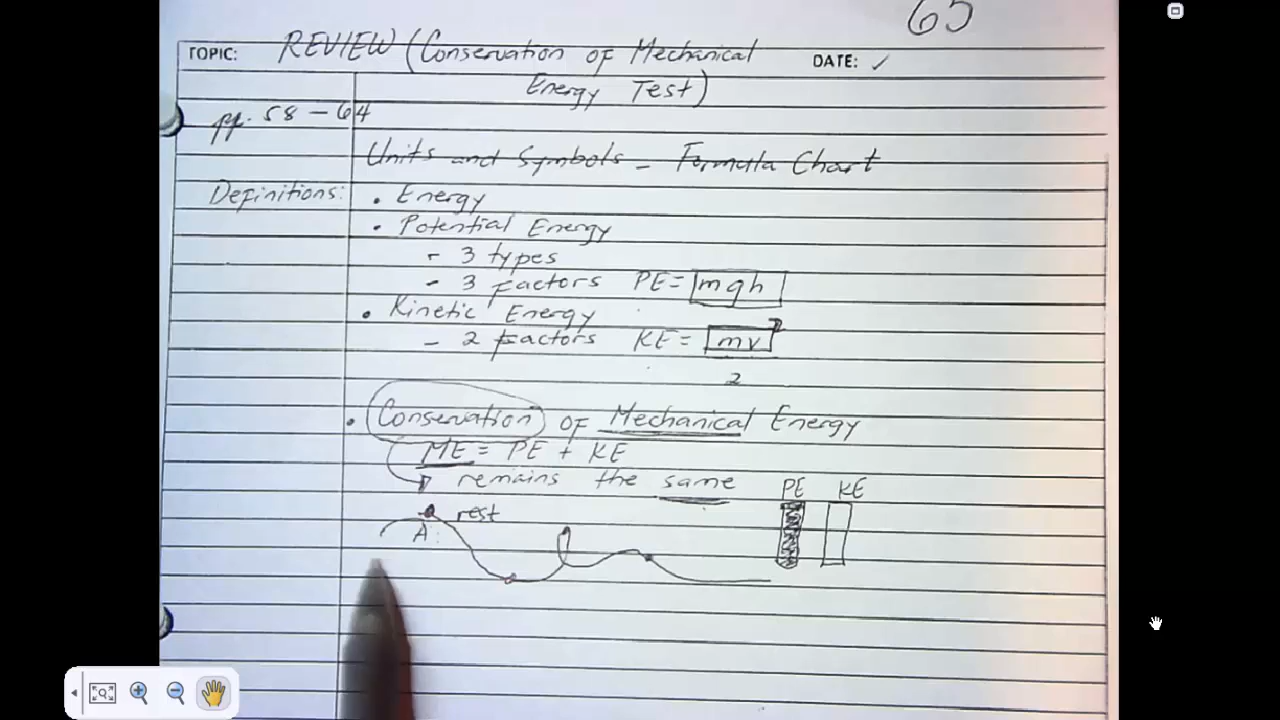 65
TOPIC: REVIEW (Conservation of Mechanical DATE: ✓
Energy Test)
pp. 58 - 64
Units and Symbols - Formula Chart
Definitions: • Energy
• Potential Energy
- 3 types
- 3 factors PE = mgh
• Kinetic Energy
- 2 factors KE = mv²
2
• Conservation of Mechanical Energy
ME = PE + KE
remains the same PE KE
rest
A: